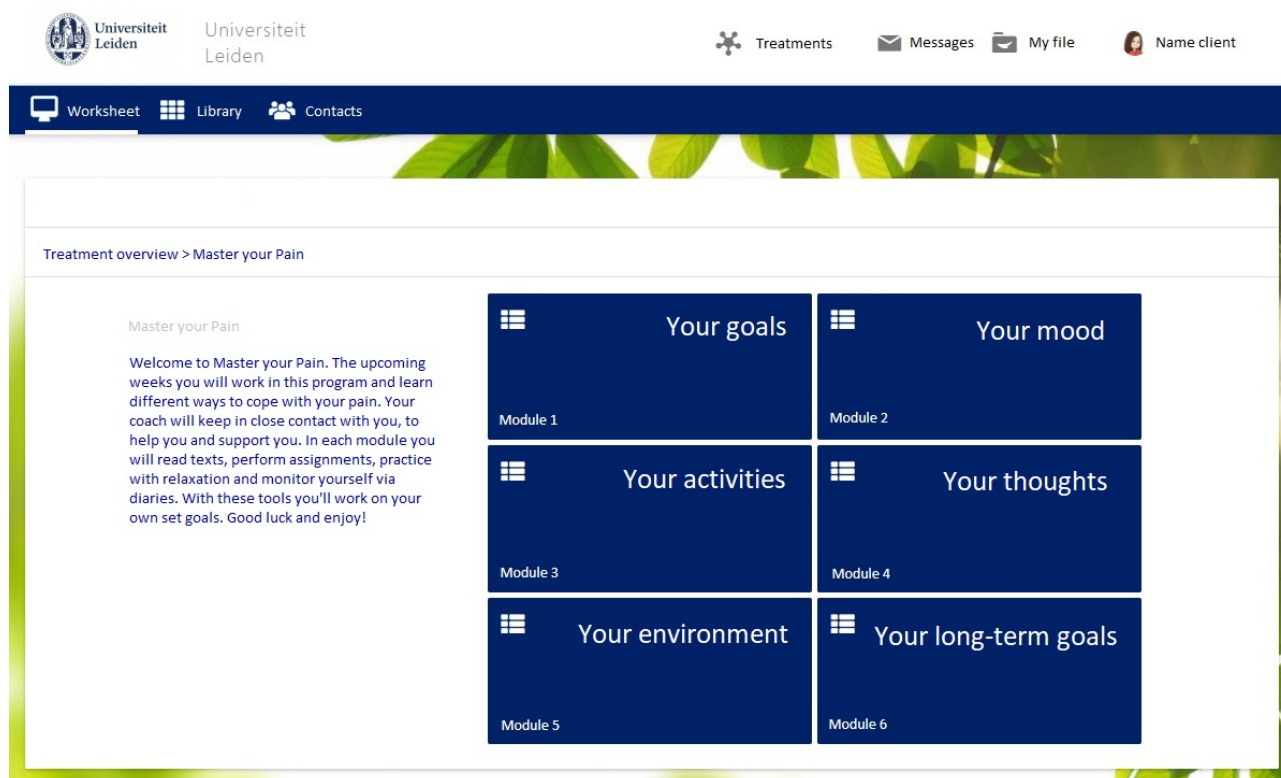 Universiteit
Leiden
Universiteit
Leiden
Treatments
Messages
My file
Name client
Worksheet
Library
Contacts
Treatment overview > Master your Pain
Master your Pain
Welcome to Master your Pain. The upcoming
weeks you will work in this program and learn
different ways to cope with your pain. Your
coach will keep in close contact with you, to
help you and support you. In each module you
will read texts, perform assignments, practice
with relaxation and monitor yourself via
diaries. With these tools you'll work on your
own set goals. Good luck and enjoy!
Your goals
Module 1
Your mood
Module 2
Your activities
Module 3
Your thoughts
Module 4
Your environment
Module 5
Your long-term goals
Module 6